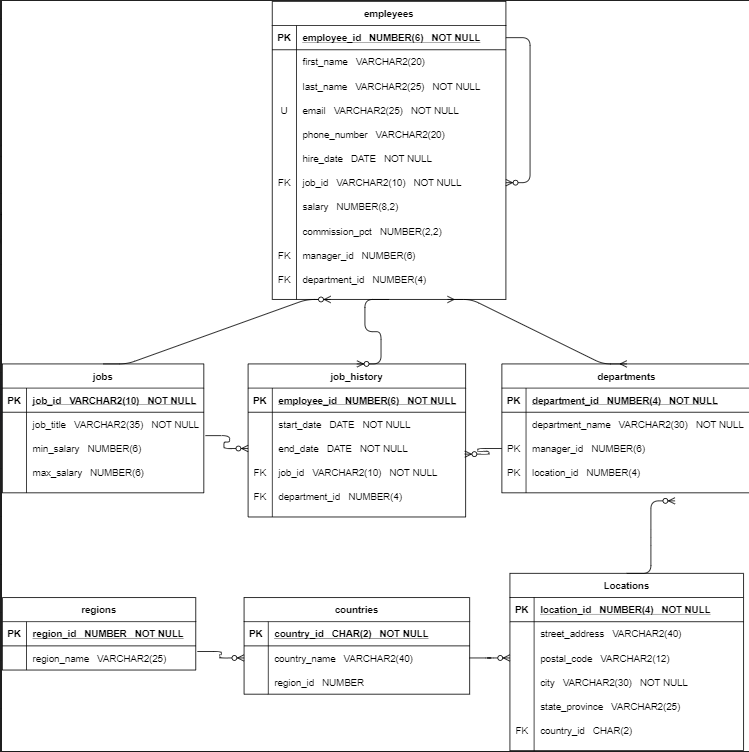 empleyees
PK employee_id NUMBER(6) NOT NULL
first_name VARCHAR2(20)
last_name VARCHAR2(25) NOT NULL
U email VARCHAR2(25) NOT NULL
phone_number VARCHAR2(20)
hire_date DATE NOT NULL
FK job_id VARCHAR2(10) NOT NULL
salary NUMBER(8,2)
commission_pct NUMBER(2,2)
FK manager_id NUMBER(6)
FK department_id NUMBER(4)
jobs
PK job_id VARCHAR2(10) NOT NULL
job_title VARCHAR2(35) NOT NULL
min_salary NUMBER(6)
max_salary NUMBER(6)
job_history
PK employee_id NUMBER(6) NOT NULL
start_date DATE NOT NULL
end_date DATE NOT NULL
FK job_id VARCHAR2(10) NOT NULL
FK department_id NUMBER(4)
departments
PK department_id NUMBER(4) NOT NULL
department_name VARCHAR2(30) NOT NULL
PK manager_id NUMBER(6)
PK location_id NUMBER(4)
regions
PK region_id NUMBER NOT NULL
region_name VARCHAR2(25)
countries
PK country_id CHAR(2) NOT NULL
country_name VARCHAR2(40)
region_id NUMBER
Locations
PK location_id NUMBER(4) NOT NULL
street_address VARCHAR2(40)
postal_code VARCHAR2(12)
city VARCHAR2(30) NOT NULL
state_province VARCHAR2(25)
FK country_id CHAR(2)